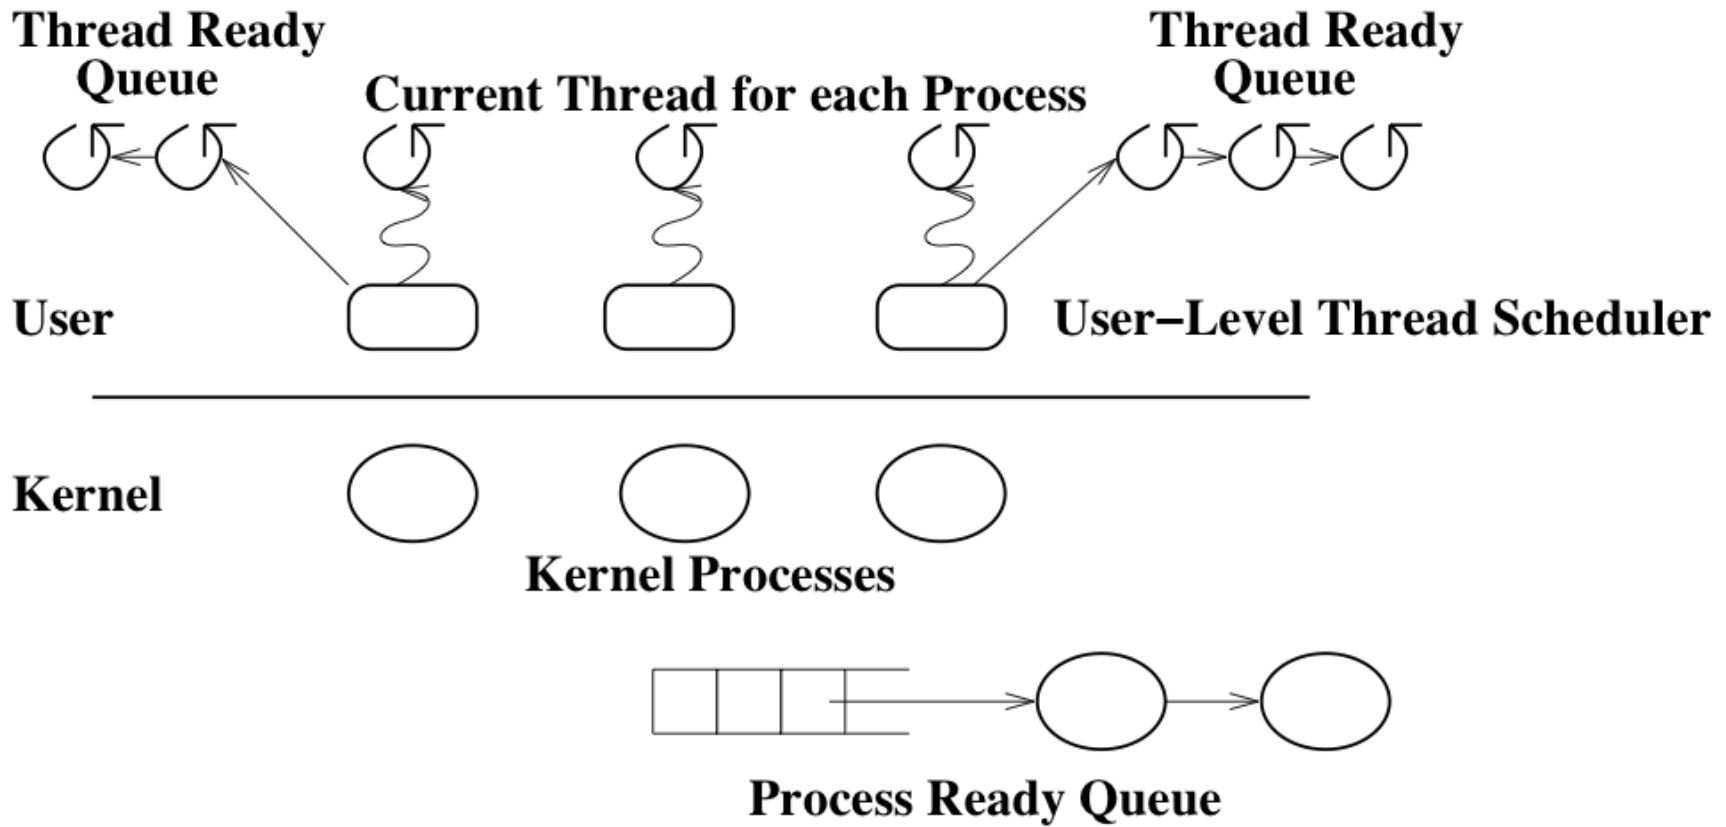 Thread Ready
Queue
Current Thread for each Process
Thread Ready
Queue
User
User–Level Thread Scheduler
Kernel
Kernel Processes
Process Ready Queue